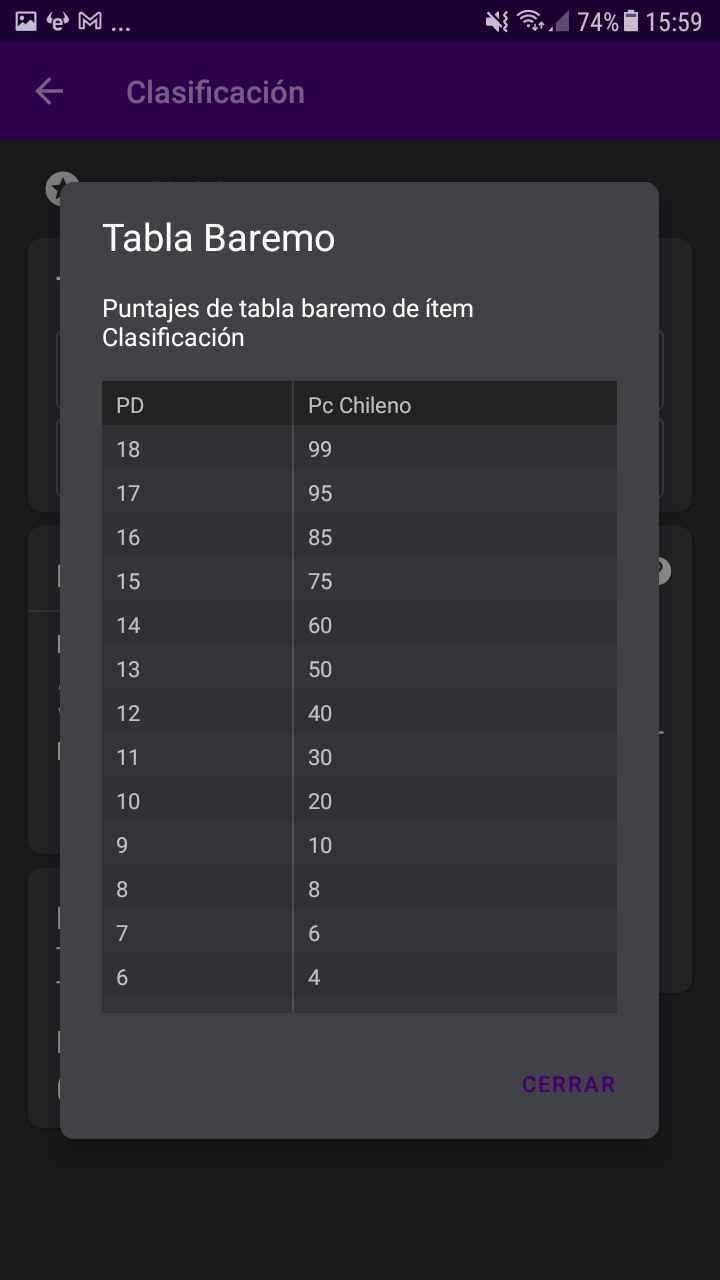 ... 74% 15:59
Clasificación
Tabla Baremo
Puntajes de tabla baremo de ítem
Clasificación
PD Pc Chileno
18 99
17 95
16 85
15 75
14 60
13 50
12 40
11 30
10 20
9 10
8 8
7 6
6 4
CERRAR